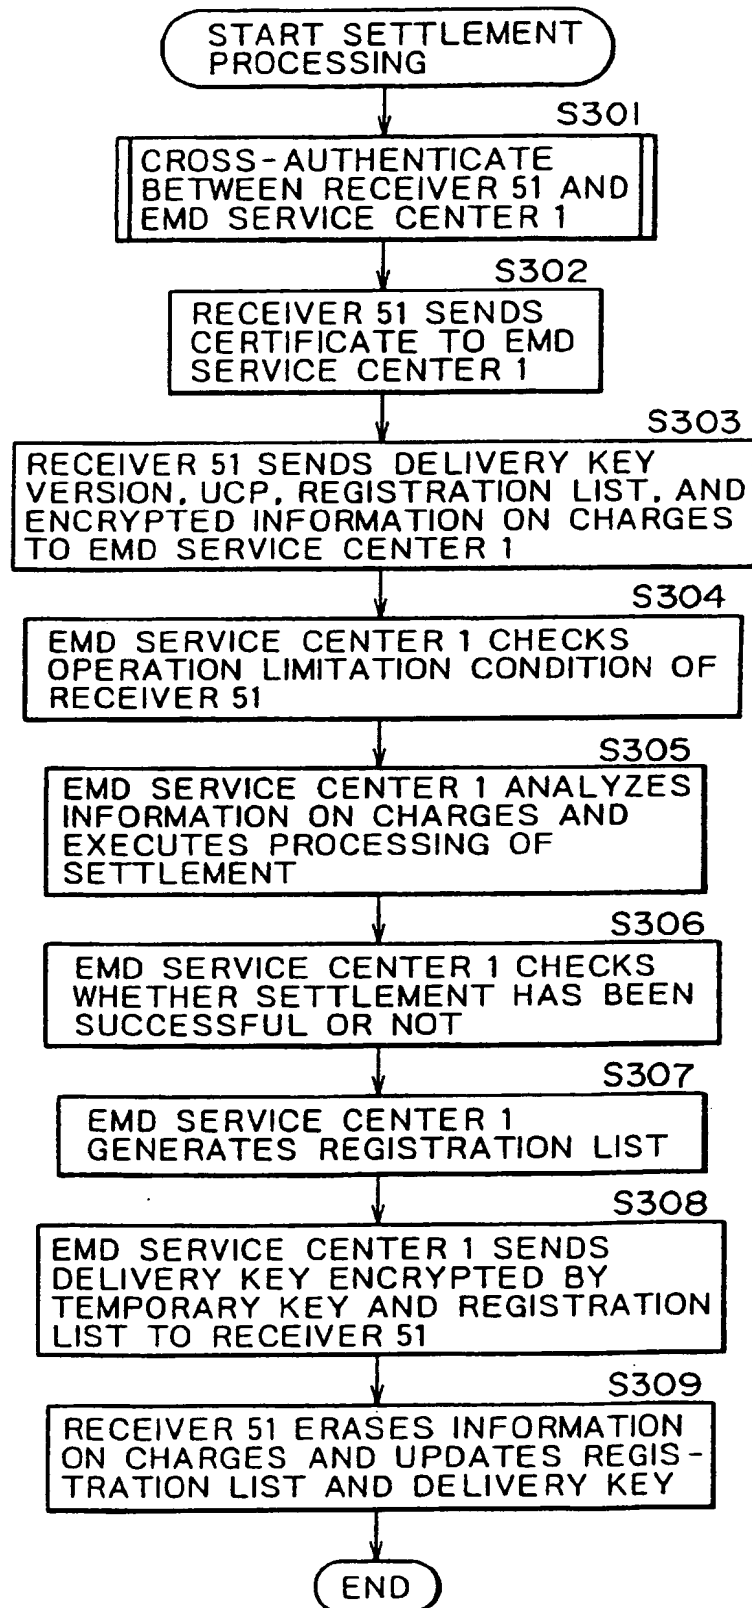 START SETTLEMENT
PROCESSING
S301
CROSS-AUTHENTICATE
BETWEEN RECEIVER 51 AND
EMD SERVICE CENTER 1
S302
RECEIVER 51 SENDS
CERTIFICATE TO EMD
SERVICE CENTER 1
S303
RECEIVER 51 SENDS DELIVERY KEY
VERSION, UCP, REGISTRATION LIST, AND
ENCRYPTED INFORMATION ON CHARGES
TO EMD SERVICE CENTER 1
S304
EMD SERVICE CENTER 1 CHECKS
OPERATION LIMITATION CONDITION OF
RECEIVER 51
S305
EMD SERVICE CENTER 1 ANALYZES
INFORMATION ON CHARGES AND
EXECUTES PROCESSING OF
SETTLEMENT
S306
EMD SERVICE CENTER 1 CHECKS
WHETHER SETTLEMENT HAS BEEN
SUCCESSFUL OR NOT
S307
EMD SERVICE CENTER 1
GENERATES REGISTRATION LIST
S308
EMD SERVICE CENTER 1 SENDS
DELIVERY KEY ENCRYPTED BY
TEMPORARY KEY AND REGISTRATION
LIST TO RECEIVER 51
S309
RECEIVER 51 ERASES INFORMATION
ON CHARGES AND UPDATES REGIS-
TRATION LIST AND DELIVERY KEY
END